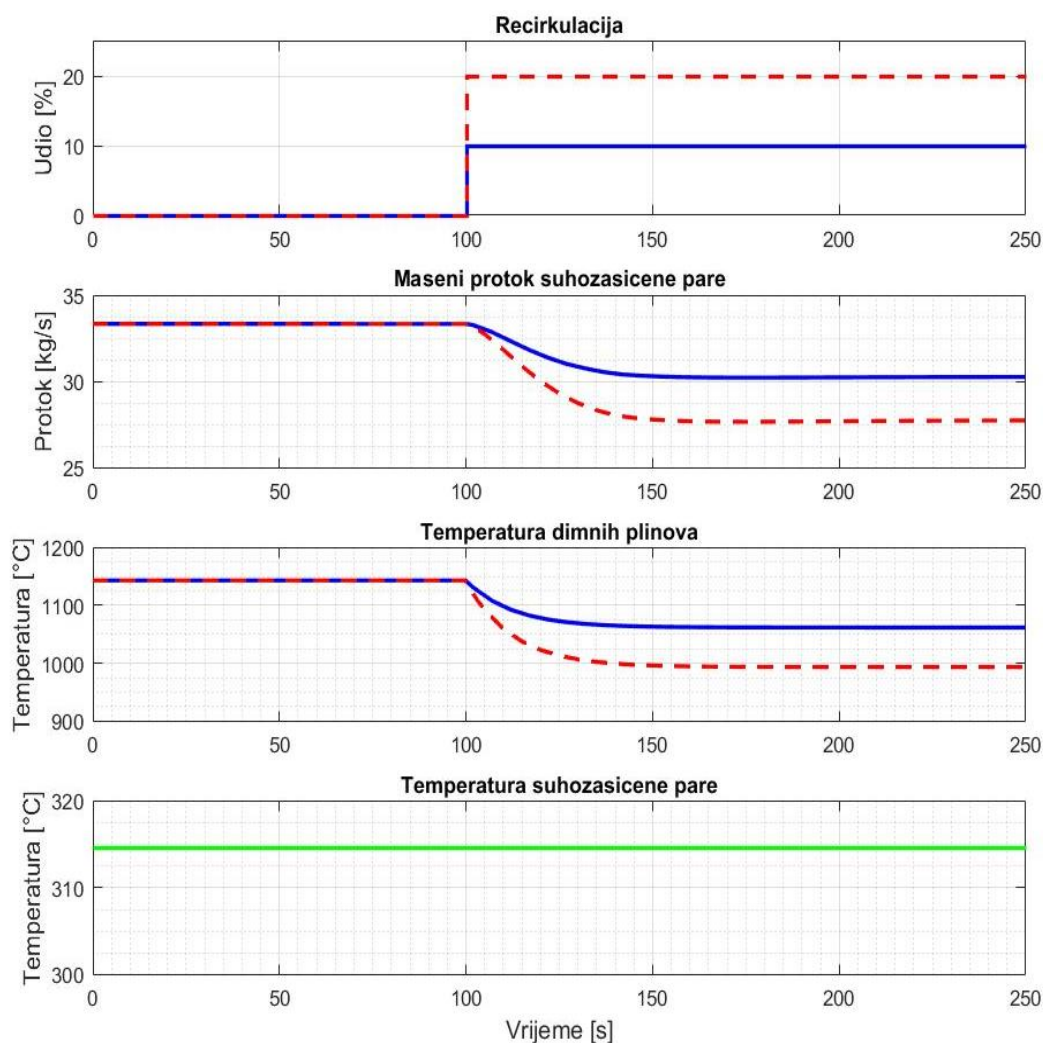 Recirkulacija
Udio [%]
20
10
0
0 50 100 150 200 250
Maseni protok suhozasicene pare
Protok [kg/s]
35
30
25
0 50 100 150 200 250
Temperatura dimnih plinova
Temperatura [°C]
1200
1100
1000
900
0 50 100 150 200 250
Temperatura suhozasicene pare
Temperatura [°C]
320
310
300
0 50 100 150 200 250
Vrijeme [s]